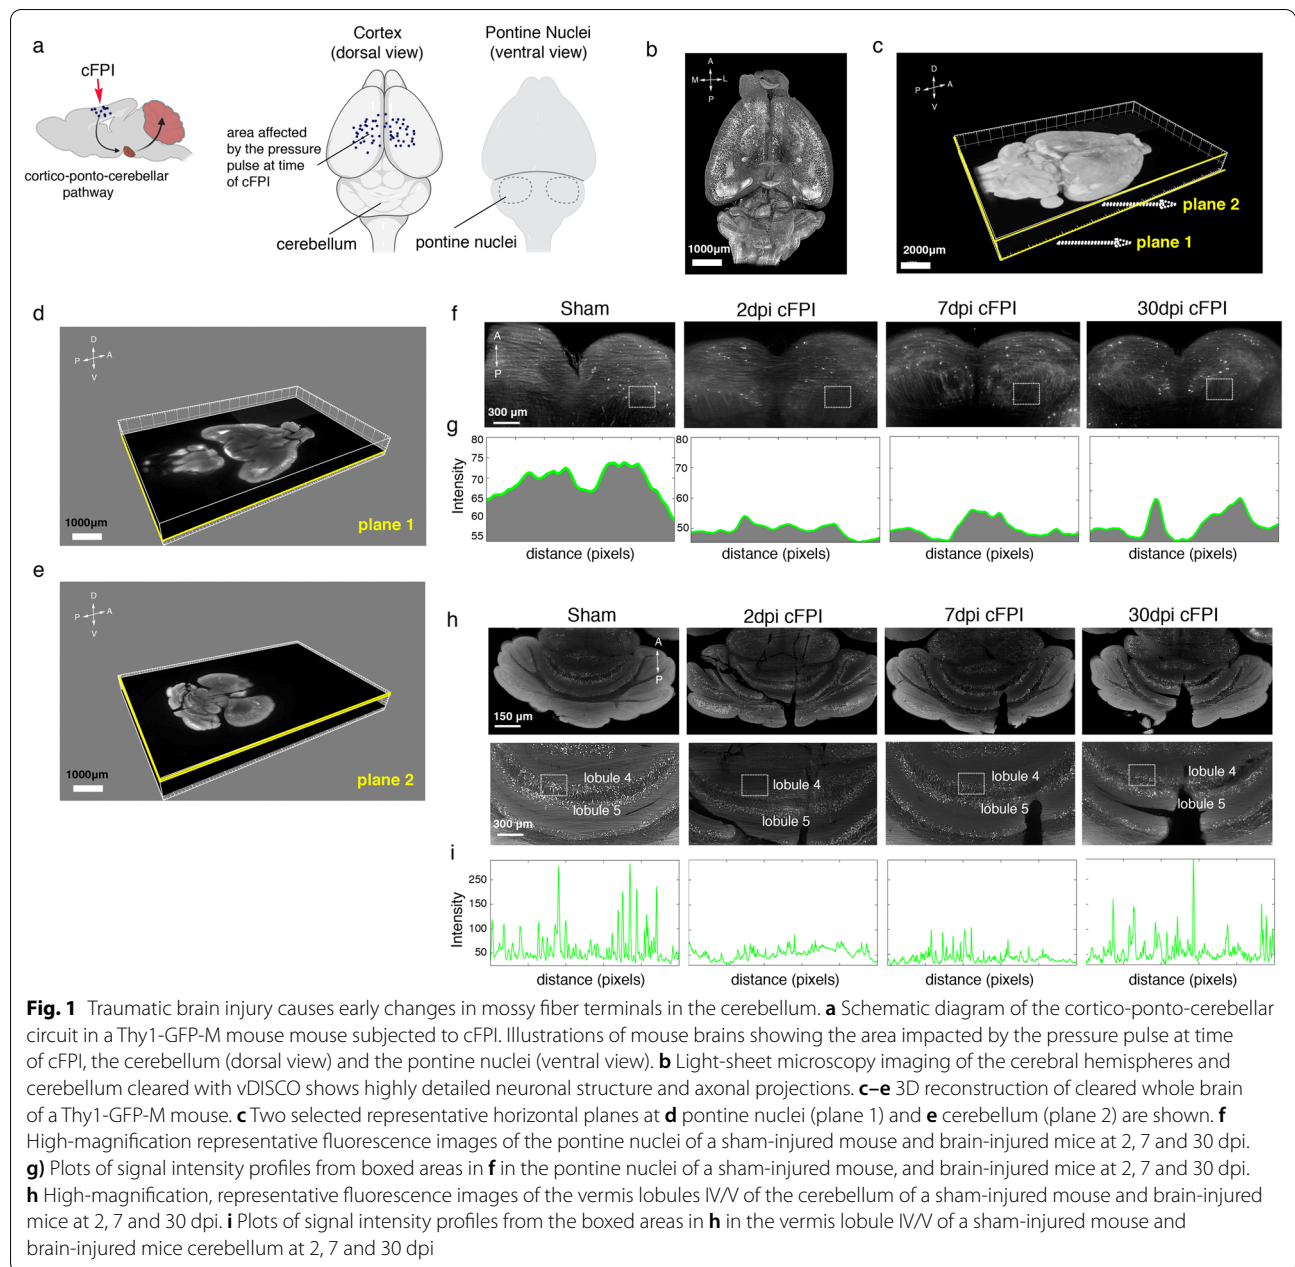 a
cFPI
cortico-ponto-cerebellar
pathway
Cortex
(dorsal view)
area affected
by the pressure
pulse at time
of cFPI
cerebellum
Pontine Nuclei
(ventral view)
pontine nuclei
b
A
M
L
P
1000µm
c
D
P
A
V
plane 2
plane 1
2000µm
d
D
P
A
V
1000µm
plane 1
e
D
P
A
V
1000µm
plane 2
f
Sham
2dpi cFPI
7dpi cFPI
30dpi cFPI
A
P
300 µm
g
Intensity
80
75
70
65
60
55
80
70
60
50
distance (pixels)
distance (pixels)
distance (pixels)
distance (pixels)
h
Sham
2dpi cFPI
7dpi cFPI
30dpi cFPI
A
P
150 µm
lobule 4
lobule 5
300 µm
lobule 4
lobule 5
lobule 4
lobule 5
lobule 4
lobule 5
i
Intensity
250
150
100
50
distance (pixels)
distance (pixels)
distance (pixels)
distance (pixels)
Fig. 1 Traumatic brain injury causes early changes in mossy fiber terminals in the cerebellum. a Schematic diagram of the cortico-ponto-cerebellar
circuit in a Thy1-GFP-M mouse mouse subjected to cFPI. Illustrations of mouse brains showing the area impacted by the pressure pulse at time
of cFPI, the cerebellum (dorsal view) and the pontine nuclei (ventral view). b Light-sheet microscopy imaging of the cerebral hemispheres and
cerebellum cleared with vDISCO shows highly detailed neuronal structure and axonal projections. c–e 3D reconstruction of cleared whole brain
of a Thy1-GFP-M mouse. c Two selected representative horizontal planes at d pontine nuclei (plane 1) and e cerebellum (plane 2) are shown. f
High-magnification representative fluorescence images of the pontine nuclei of a sham-injured mouse and brain-injured mice at 2, 7 and 30 dpi.
g) Plots of signal intensity profiles from boxed areas in f in the pontine nuclei of a sham-injured mouse, and brain-injured mice at 2, 7 and 30 dpi.
h High-magnification, representative fluorescence images of the vermis lobules IV/V of the cerebellum of a sham-injured mouse and brain-injured
mice at 2, 7 and 30 dpi. i Plots of signal intensity profiles from the boxed areas in h in the vermis lobule IV/V of a sham-injured mouse and
brain-injured mice cerebellum at 2, 7 and 30 dpi